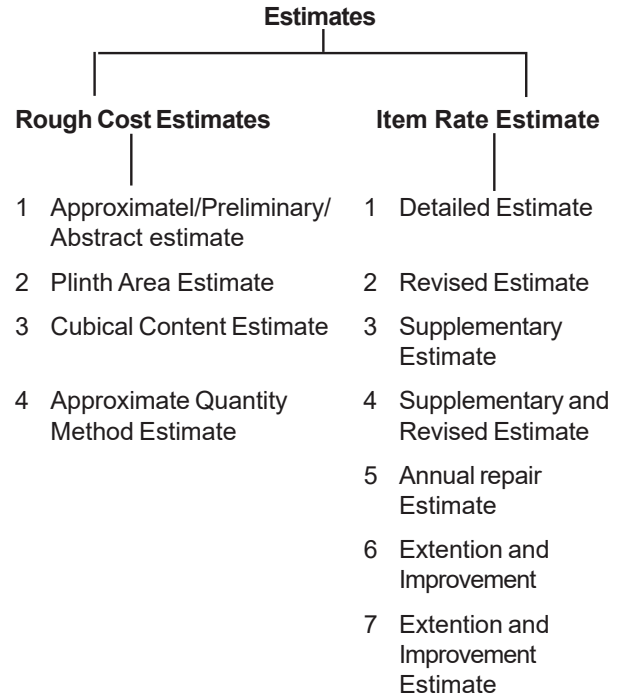 Estimates
Rough Cost Estimates
1 Approximatel/Preliminary/
Abstract estimate
2 Plinth Area Estimate
3 Cubical Content Estimate
4 Approximate Quantity
Method Estimate
Item Rate Estimate
1 Detailed Estimate
2 Revised Estimate
3 Supplementary
Estimate
4 Supplementary and
Revised Estimate
5 Annual repair
Estimate
6 Extention and
Improvement
7 Extention and
Improvement
Estimate